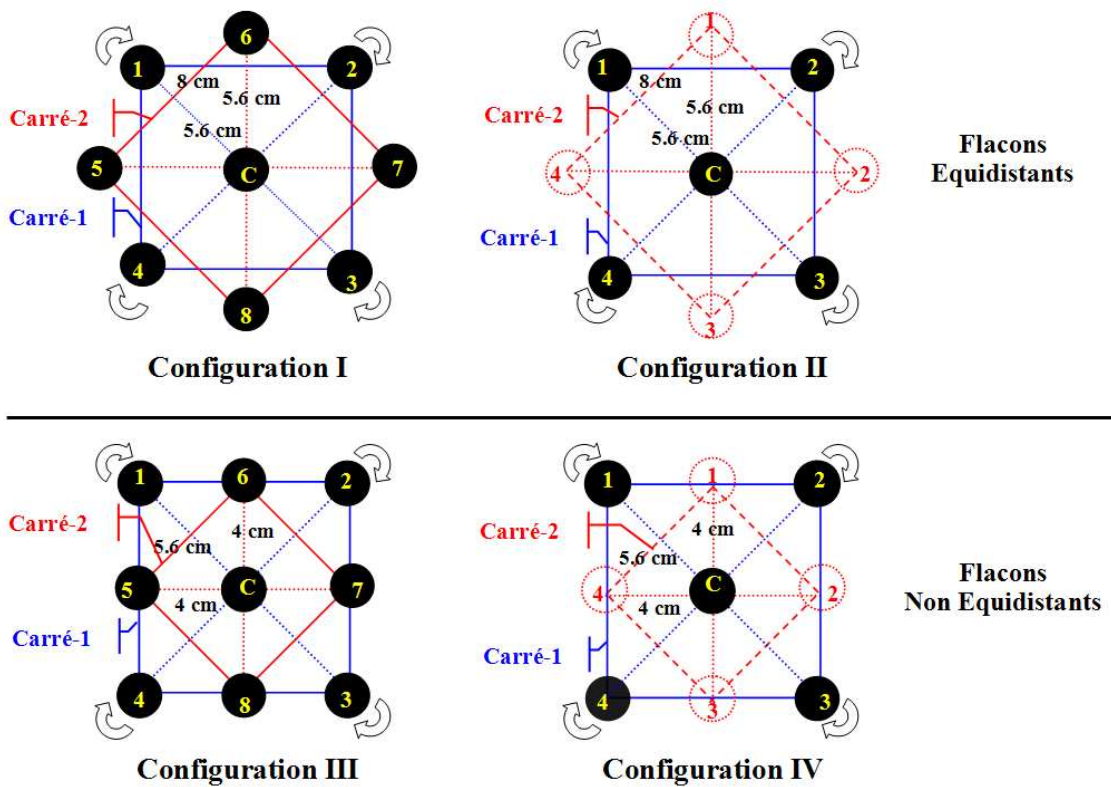 6
1
2
8 cm
5.6 cm
Carré-2
5.6 cm
5
C
7
Carré-1
4
3
8
Configuration I
1
1
2
8 cm
5.6 cm
Carré-2
5.6 cm
4
C
2
Carré-1
4
3
3
Configuration II
Flacons
Equidistants
1
6
2
Carré-2
4 cm
5.6 cm
5
C
7
4 cm
Carré-1
4
8
3
Configuration III
1
1
2
Carré-2
4 cm
5.6 cm
4
C
2
4 cm
Carré-1
4
3
3
Configuration IV
Flacons
Non Equidistants